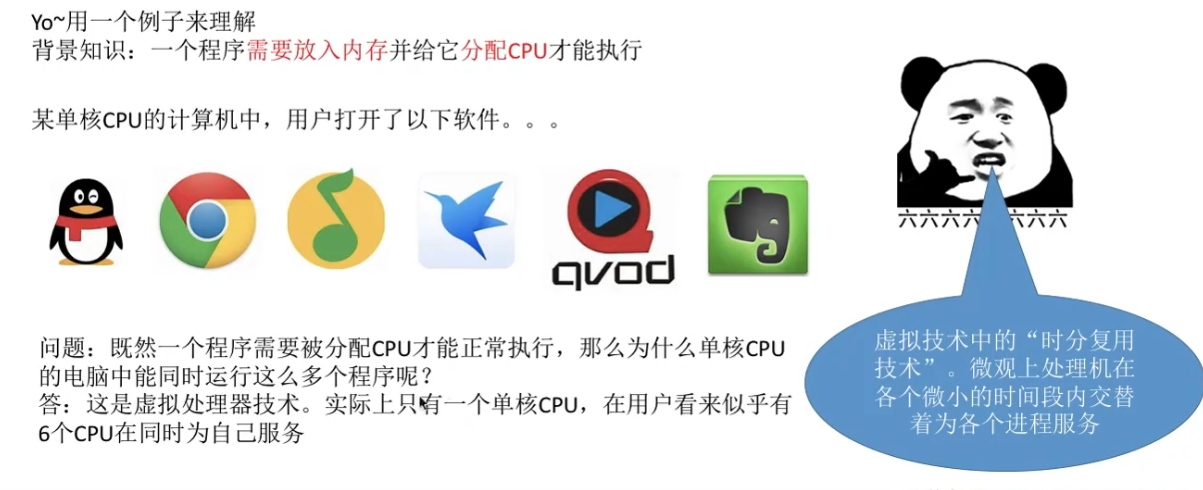 Yo~用一个例子来理解
背景知识：一个程序需要放入内存并给它分配CPU才能执行
某单核CPU的计算机中，用户打开了以下软件。。。
qvod
六六六六六六六六
问题：既然一个程序需要被分配CPU才能正常执行，那么为什么单核CPU
的电脑中能同时运行这么多个程序呢？
答：这是虚拟处理器技术。实际上只有一个单核CPU，在用户看来似乎有
6个CPU在同时为自己服务
虚拟技术中的“时分复用
技术”。微观上处理机在
各个微小的时间段内交替
着为各个进程服务